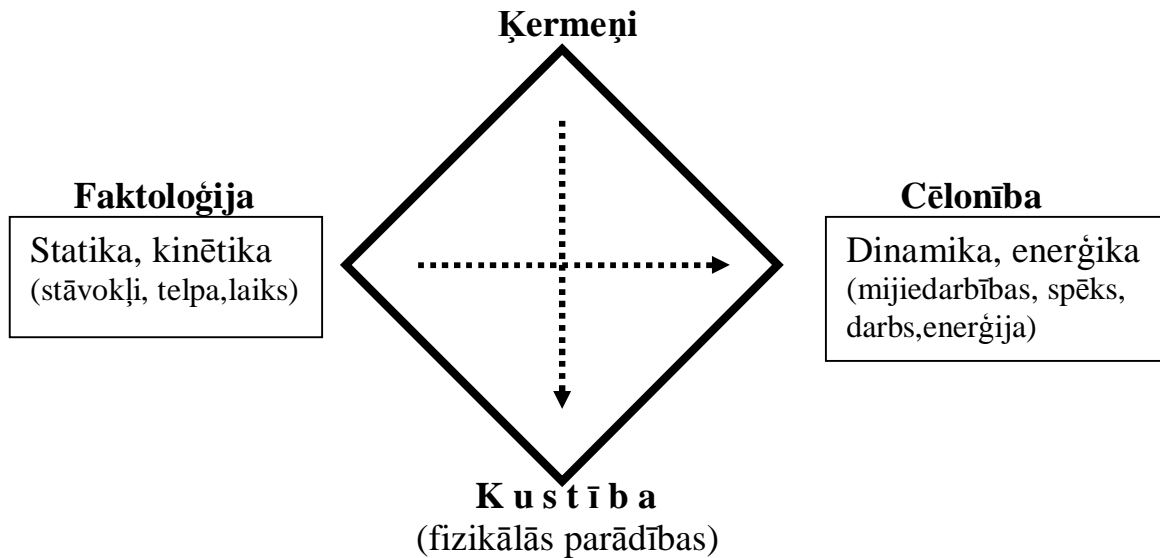 Ķermeņi
Faktoloģija
Statika, kinētika
(stāvokļi, telpa,laiks)
Cēlonība
Dinamika, enerģika
(mijiedarbības, spēks,
darbs,enerģija)
K u s t ī b a
(fizikālās parādības)